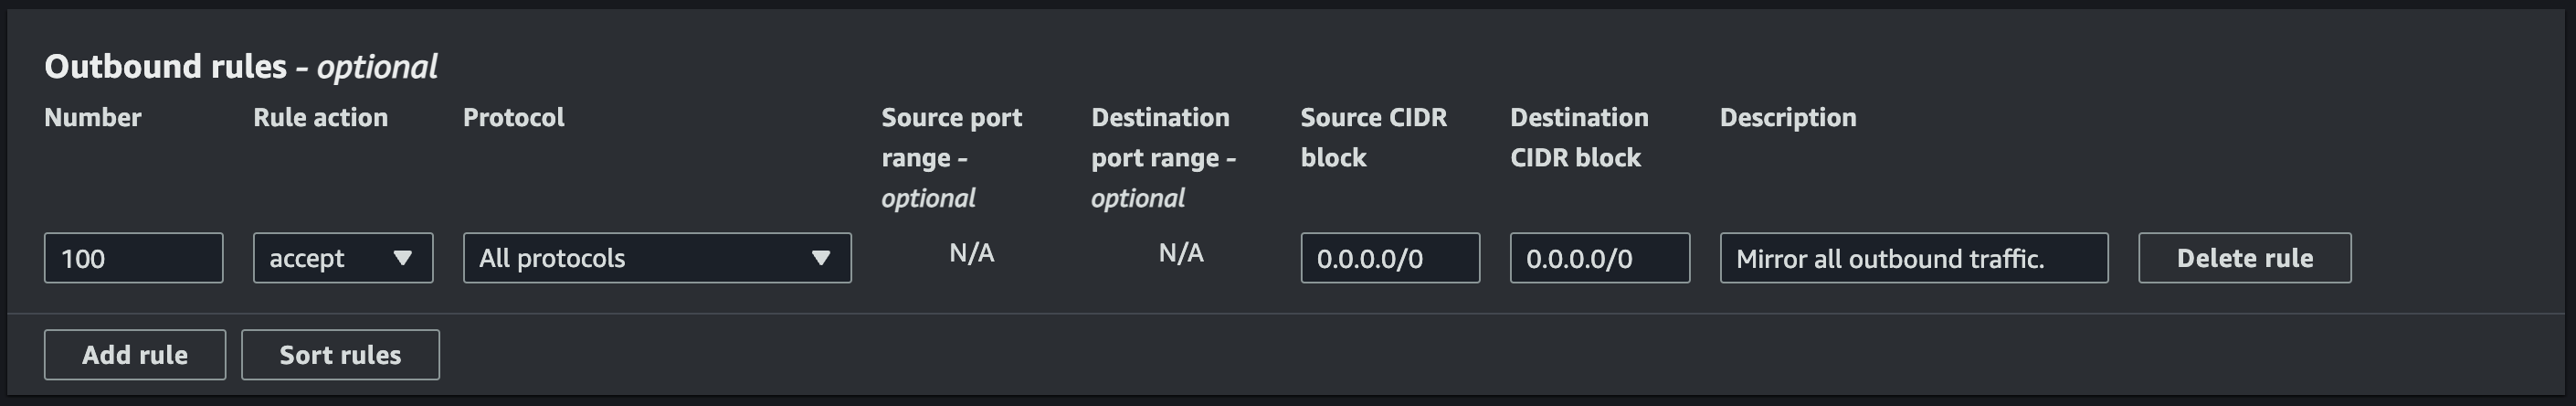 Outbound rules - optional
Number Rule action Protocol Source port range - optional Destination port range - optional Source CIDR block Destination CIDR block Description
100 accept All protocols N/A N/A 0.0.0.0/0 0.0.0.0/0 Mirror all outbound traffic. Delete rule
Add rule Sort rules